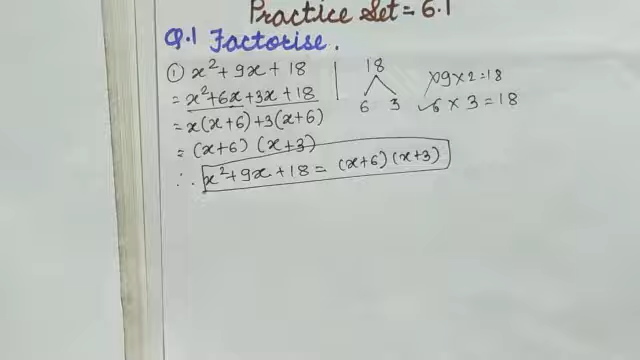 Practice Set = 6.1
Q.1 Factorise.
① x² + 9x + 18
= x² + 6x + 3x + 18
= x(x+6) + 3(x+6)
= (x+6) (x+3)
∴ x² + 9x + 18 = (x+6) (x+3)
18
6 3
×9 × 2 = 18
✓6 × 3 = 18